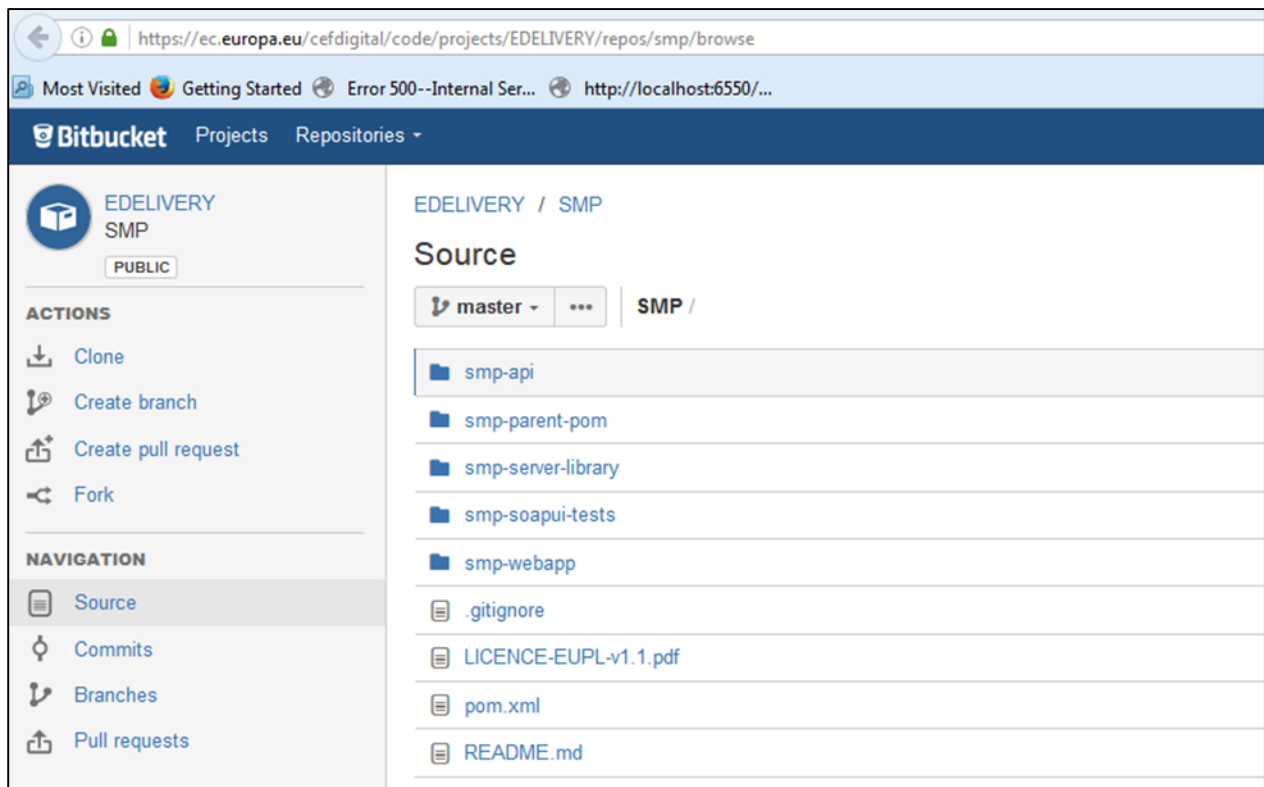 https://ec.europa.eu/cefdigital/code/projects/EDELIVERY/repos/smp/browse
Most Visited Getting Started Error 500--Internal Ser... http://localhost:6550/...
Bitbucket Projects Repositories
EDELIVERY
SMP
PUBLIC
ACTIONS
Clone
Create branch
Create pull request
Fork
NAVIGATION
Source
Commits
Branches
Pull requests
EDELIVERY / SMP
Source
master ••• SMP /
smp-api
smp-parent-pom
smp-server-library
smp-soapui-tests
smp-webapp
.gitignore
LICENCE-EUPL-v1.1.pdf
pom.xml
README.md